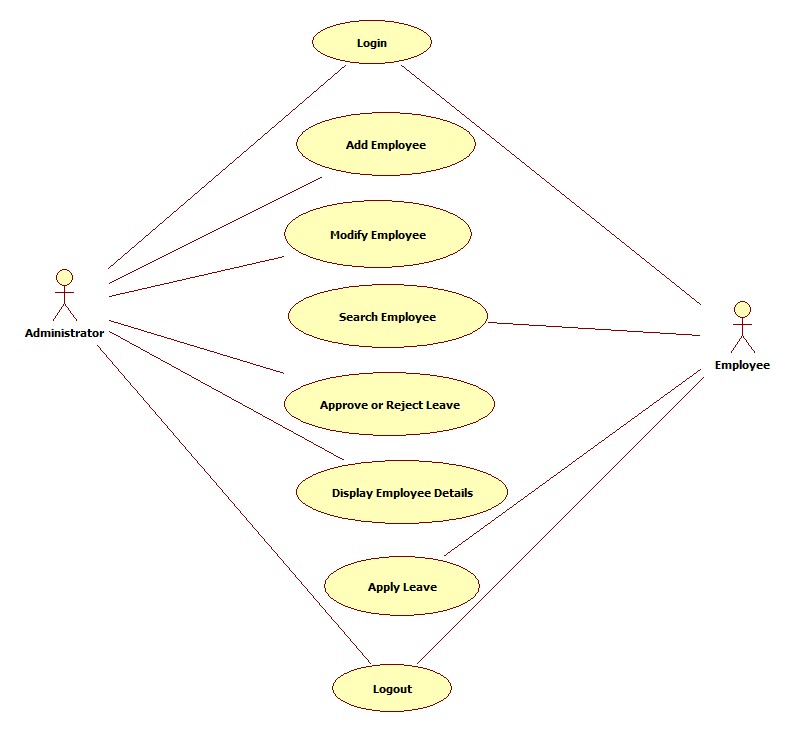 Login
Add Employee
Modify Employee
Search Employee
Administrator
Employee
Approve or Reject Leave
Display Employee Details
Apply Leave
Logout